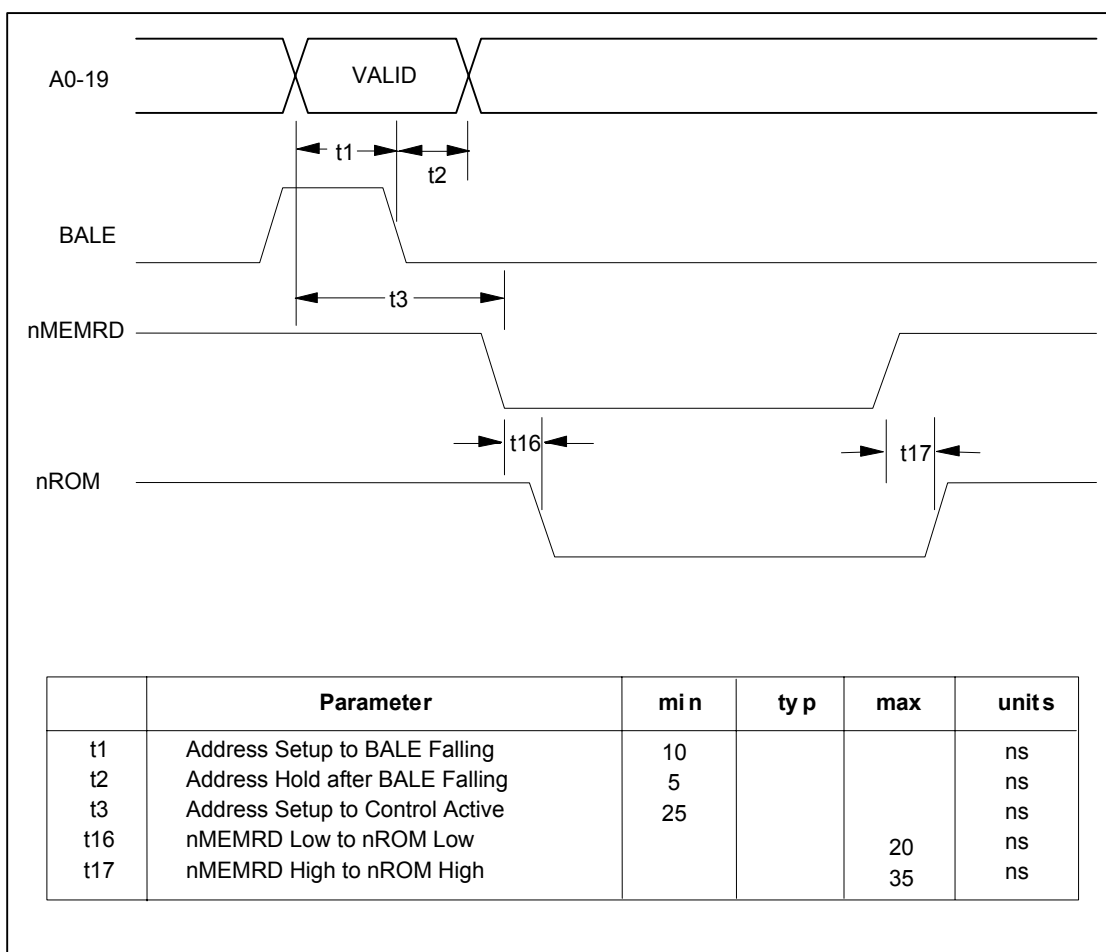 A0-19
VALID
t1
t2
BALE
t3
nMEMRD
t16
t17
nROM
Parameter min typ max units
t1 Address Setup to BALE Falling 10 ns
t2 Address Hold after BALE Falling 5 ns
t3 Address Setup to Control Active 25 ns
t16 nMEMRD Low to nROM Low 20 ns
t17 nMEMRD High to nROM High 35 ns